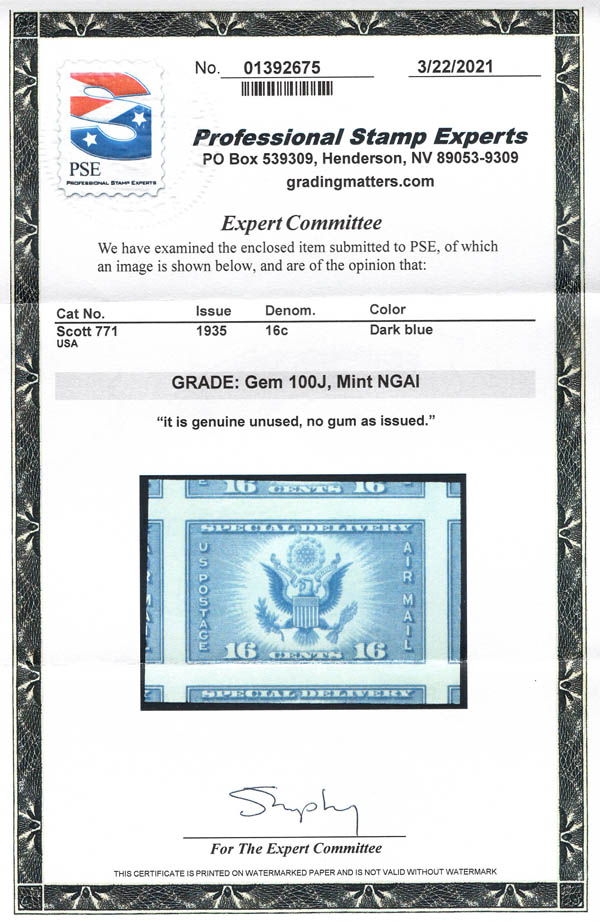 No. 01392675 3/22/2021
PSE
PROFESSIONAL STAMP EXPERTS
Professional Stamp Experts
PO Box 539309, Henderson, NV 89053-9309
gradingmatters.com
Expert Committee
We have examined the enclosed item submitted to PSE, of which
an image is shown below, and are of the opinion that:
Cat No. Issue Denom. Color
Scott 771 1935 16c Dark blue
USA
GRADE: Gem 100J, Mint NGAI
“it is genuine unused, no gum as issued.”
16 CENTS 16
SPECIAL DELIVERY
US POSTAGE
AIR MAIL
16 CENTS 16
SPECIAL DELIVERY
For The Expert Committee
THIS CERTIFICATE IS PRINTED ON WATERMARKED PAPER AND IS NOT VALID WITHOUT WATERMARK